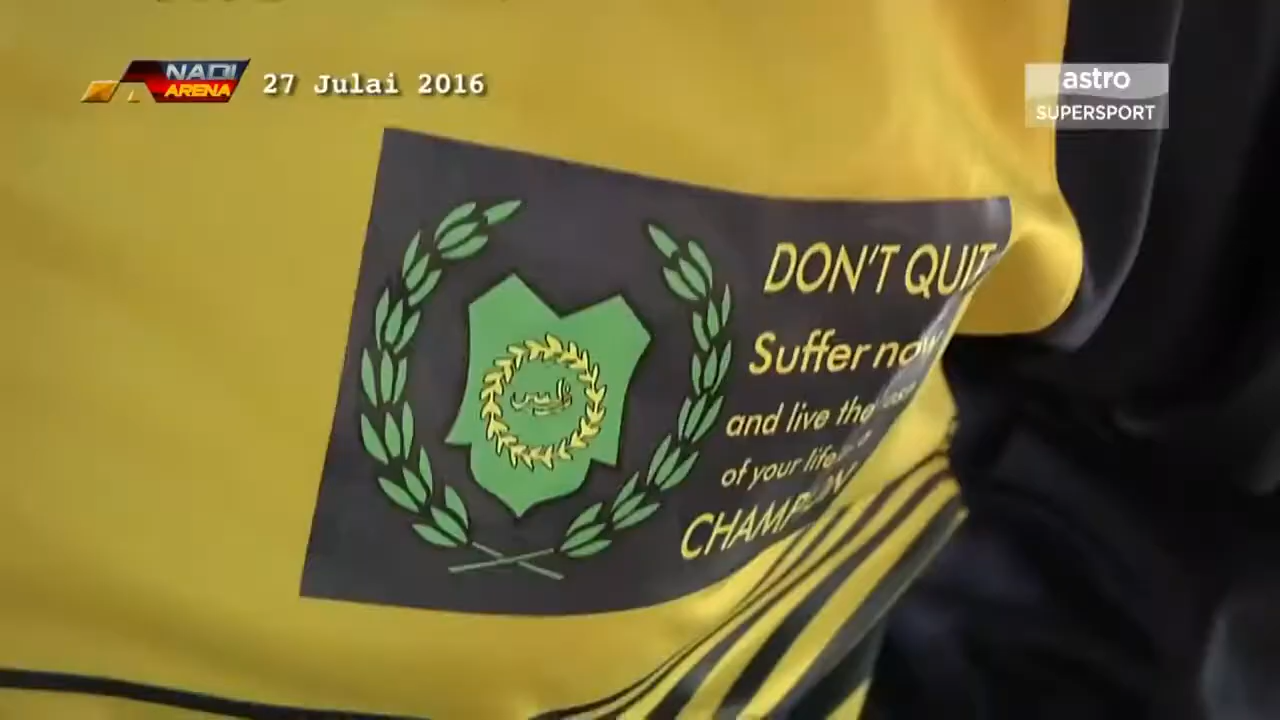 NADI
ARENA
27 Julai 2016
astro
SUPERSPORT
DON'T QUIT
Suffer now
and live the
of your life